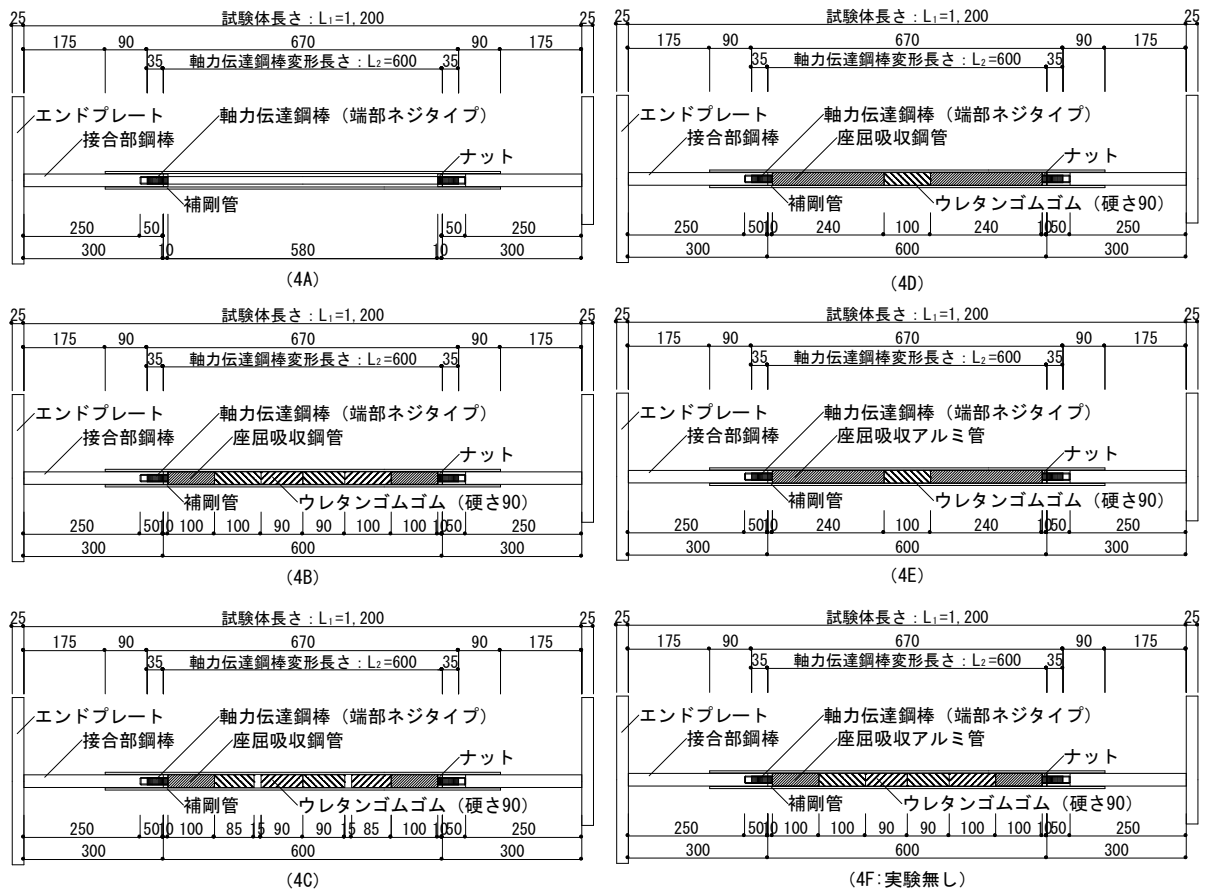 25 試験体長さ：L₁=1,200 25
175 90 670 90 175
35 軸力伝達鋼棒変形長さ：L₂=600 35
エンドプレート 軸力伝達鋼棒（端部ネジタイプ）
接合部鋼棒 ナット
補剛管
250 50 50 250
300 10 580 10 300
(4A)
25 試験体長さ：L₁=1,200 25
175 90 670 90 175
35 軸力伝達鋼棒変形長さ：L₂=600 35
エンドプレート 軸力伝達鋼棒（端部ネジタイプ）
接合部鋼棒 座屈吸収鋼管 ナット
補剛管 ウレタンゴムゴム（硬さ90）
250 50 10 100 100 90 90 100 100 10 50 250
300 600 300
(4B)
25 試験体長さ：L₁=1,200 25
175 90 670 90 175
35 軸力伝達鋼棒変形長さ：L₂=600 35
エンドプレート 軸力伝達鋼棒（端部ネジタイプ）
接合部鋼棒 座屈吸収鋼管 ナット
補剛管 ウレタンゴムゴム（硬さ90）
250 50 10 100 85 15 90 90 15 85 100 10 50 250
300 600 300
(4C)
25 試験体長さ：L₁=1,200 25
175 90 670 90 175
35 軸力伝達鋼棒変形長さ：L₂=600 35
エンドプレート 軸力伝達鋼棒（端部ネジタイプ）
接合部鋼棒 座屈吸収鋼管 ナット
補剛管 ウレタンゴムゴム（硬さ90）
250 50 10 240 100 240 10 50 250
300 600 300
(4D)
25 試験体長さ：L₁=1,200 25
175 90 670 90 175
35 軸力伝達鋼棒変形長さ：L₂=600 35
エンドプレート 軸力伝達鋼棒（端部ネジタイプ）
接合部鋼棒 座屈吸収アルミ管 ナット
補剛管 ウレタンゴムゴム（硬さ90）
250 50 10 240 100 240 10 50 250
300 600 300
(4E)
25 試験体長さ：L₁=1,200 25
175 90 670 90 175
35 軸力伝達鋼棒変形長さ：L₂=600 35
エンドプレート 軸力伝達鋼棒（端部ネジタイプ）
接合部鋼棒 座屈吸収アルミ管 ナット
補剛管 ウレタンゴムゴム（硬さ90）
250 50 10 100 100 90 90 100 100 10 50 250
300 600 300
(4F:実験無し)